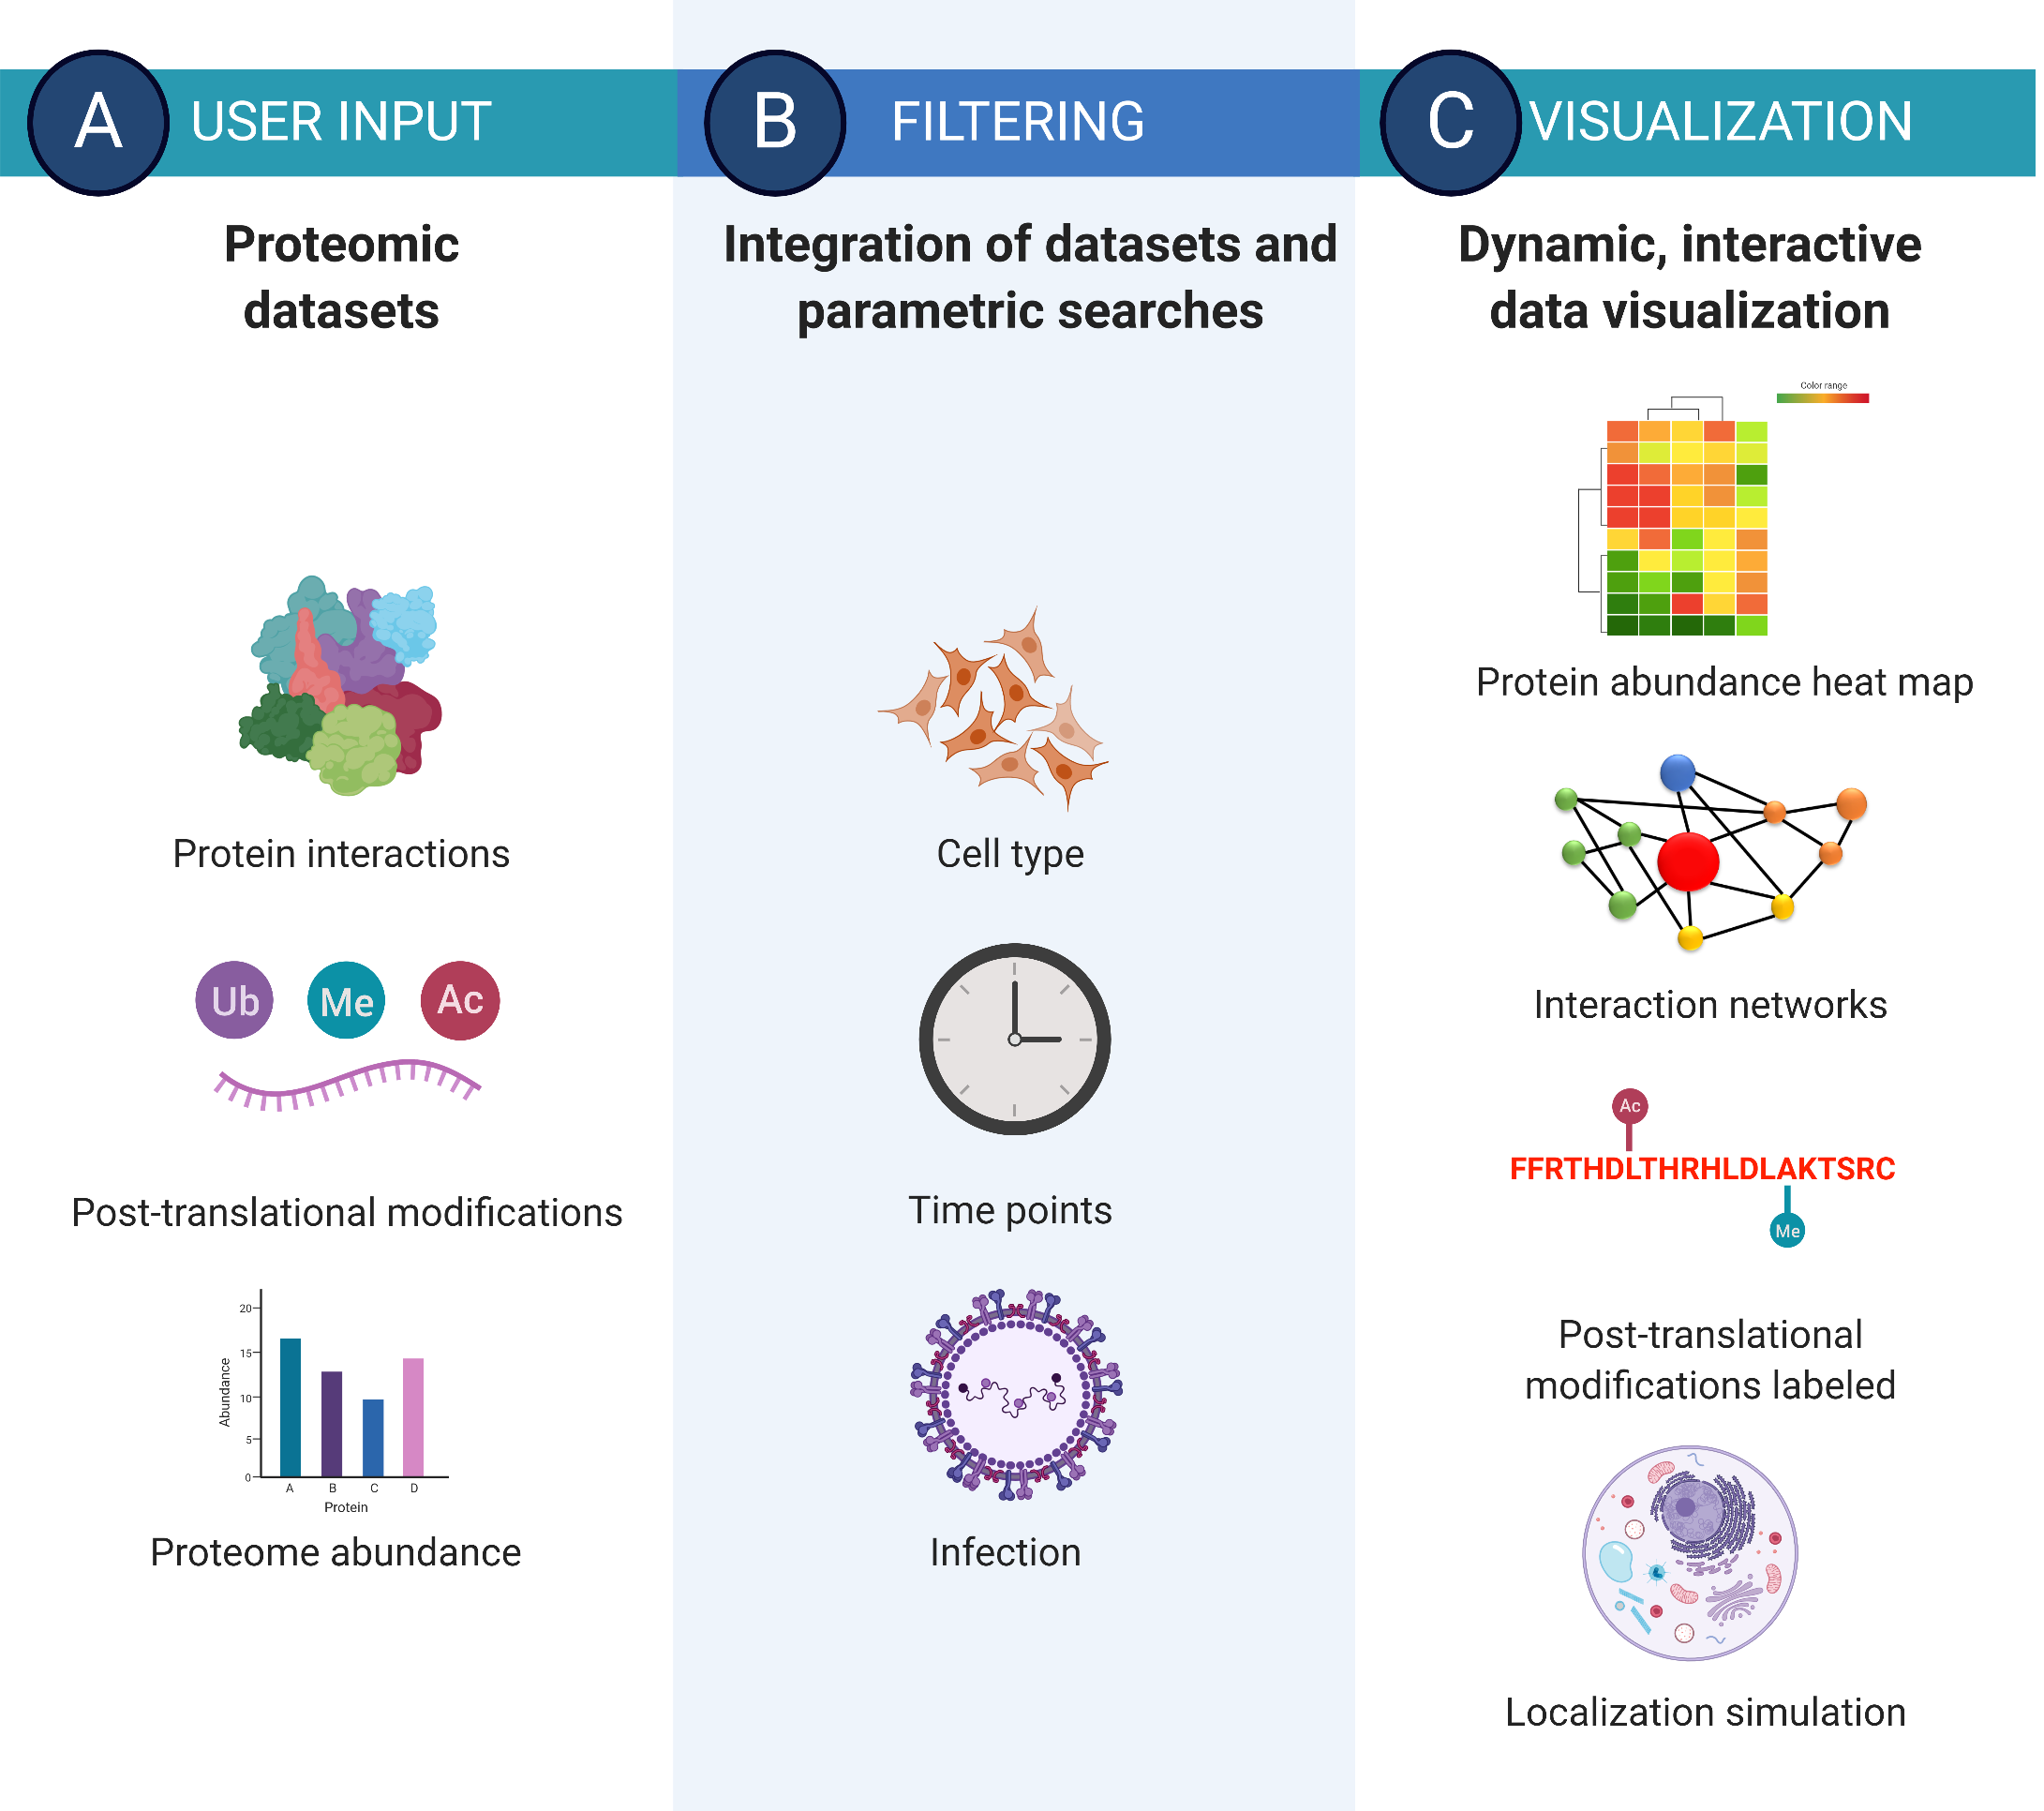 A USER INPUT
Proteomic
datasets
Protein interactions
Ub Me Ac
Post-translational modifications
20
15
10
5
0
Abundance
A B C D
Protein
Proteome abundance
B FILTERING
Integration of datasets and
parametric searches
Cell type
Time points
Infection
C VISUALIZATION
Dynamic, interactive
data visualization
Color range
Protein abundance heat map
Interaction networks
Ac
FFRTHDLTHRHLDLAKTSRC
Me
Post-translational
modifications labeled
Localization simulation